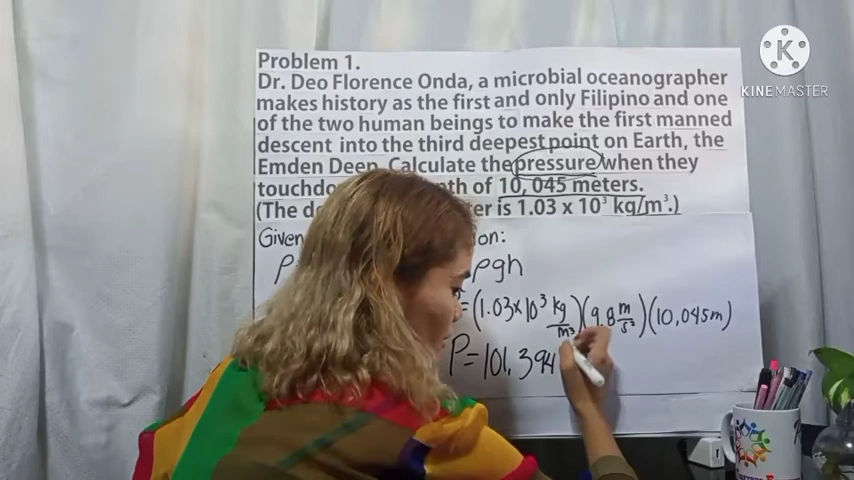 KINEMASTER
Problem 1.
Dr. Deo Florence Onda, a microbial oceanographer
makes history as the first and only Filipino and one
of the two human beings to make the first manned
descent into the third deepest point on Earth, the
Emden Deep. Calculate the pressure when they
touchdo th of 10, 045 meters.
(The d ter is 1.03 x 10³ kg/m³.)
Given on:
ρ ρgh
= (1.03x10³ kg/m³)(9.8 m/s²)(10,045m)
P = 101, 394